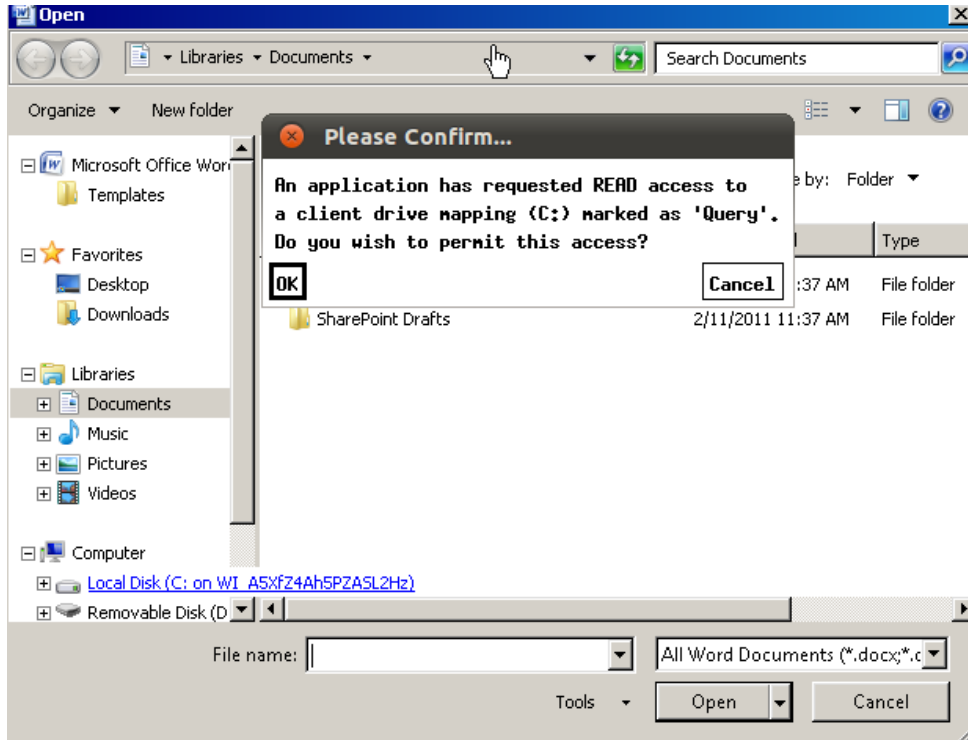 Open
Libraries Documents
Search Documents
Organize New folder
Please Confirm...
An application has requested READ access to
a client drive mapping (C:) marked as 'Query'.
Do you wish to permit this access?
OK Cancel
Microsoft Office Wor
Templates
Favorites
Desktop
Downloads
Libraries
Documents
Music
Pictures
Videos
Computer
Local Disk (C: on WI_A5XfZ4Ah5PZASL2Hz)
Removable Disk (D
e by: Folder
Type
:37 AM File folder
SharePoint Drafts 2/11/2011 11:37 AM File folder
File name:
All Word Documents (*.docx;*.d
Tools Open Cancel